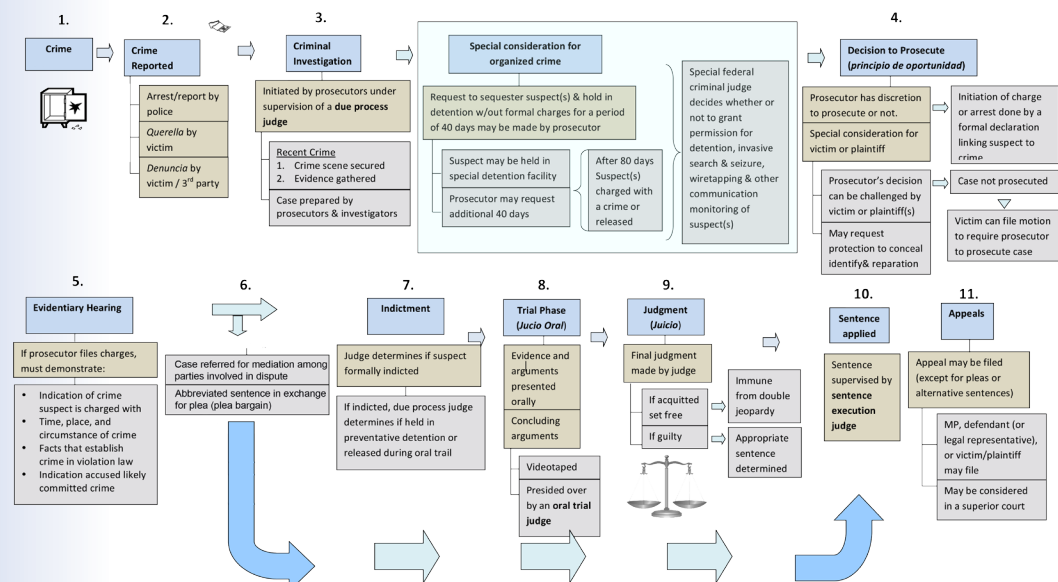 1.
Crime
2.
Crime
Reported
Arrest/report by
police
Querella by
victim
Denuncia by
victim / 3rd party
3.
Criminal
Investigation
Initiated by prosecutors under
supervision of a due process
judge
Recent Crime
1. Crime scene secured
2. Evidence gathered
Case prepared by
prosecutors & investigators
Special consideration for
organized crime
Request to sequester suspect(s) & hold in
detention w/out formal charges for a period
of 40 days may be made by prosecutor
Suspect may be held in
special detention facility
Prosecutor may request
additional 40 days
After 80 days
Suspect(s)
charged with
a crime or
released
Special federal
criminal judge
decides whether or
not to grant
permission for
detention, invasive
search & seizure,
wiretapping & other
communication
monitoring of
suspect(s)
4.
Decision to Prosecute
(principio de oportunidad)
Prosecutor has discretion
to prosecute or not.
Special consideration for
victim or plaintiff
Prosecutor's decision
can be challenged by
victim or plaintiff(s)
May request
protection to conceal
identify& reparation
Initiation of charge
or arrest done by a
formal declaration
linking suspect to
crime
Case not prosecuted
Victim can file motion
to require prosecutor
to prosecute case
5.
Evidentiary Hearing
If prosecutor files charges,
must demonstrate:
• Indication of crime
suspect is charged with
• Time, place, and
circumstance of crime
• Facts that establish
crime in violation law
• Indication accused likely
committed crime
6.
Case referred for mediation among
parties involved in dispute
Abbreviated sentence in exchange
for plea (plea bargain)
7.
Indictment
Judge determines if suspect
formally indicted
If indicted, due process judge
determines if held in
preventative detention or
released during oral trail
8.
Trial Phase
(Jucio Oral)
Evidence and
arguments
presented
orally
Concluding
arguments
Videotaped
Presided over
by an oral trial
judge
9.
Judgment
(Juicio)
Final judgment
made by judge
If acquitted
set free
If guilty
Immune
from double
jeopardy
Appropriate
sentence
determined
10.
Sentence
applied
Sentence
supervised by
sentence
execution
judge
11.
Appeals
Appeal may be filed
(except for pleas or
alternative sentences)
MP, defendant (or
legal representative),
or victim/plaintiff
may file
May be considered
in a superior court